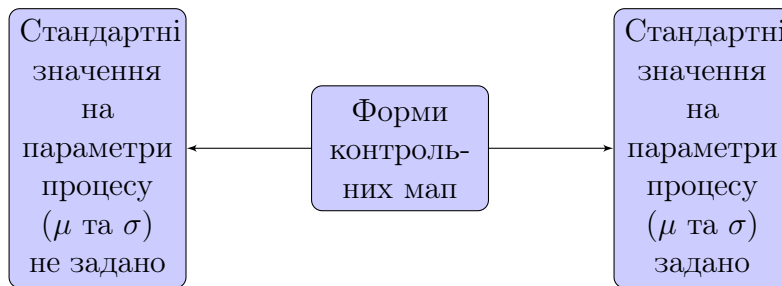 Стандартні
значення
на
параметри
процесу
(μ та σ)
не задано
Форми
контроль-
них мап
Стандартні
значення
на
параметри
процесу
(μ та σ)
задано